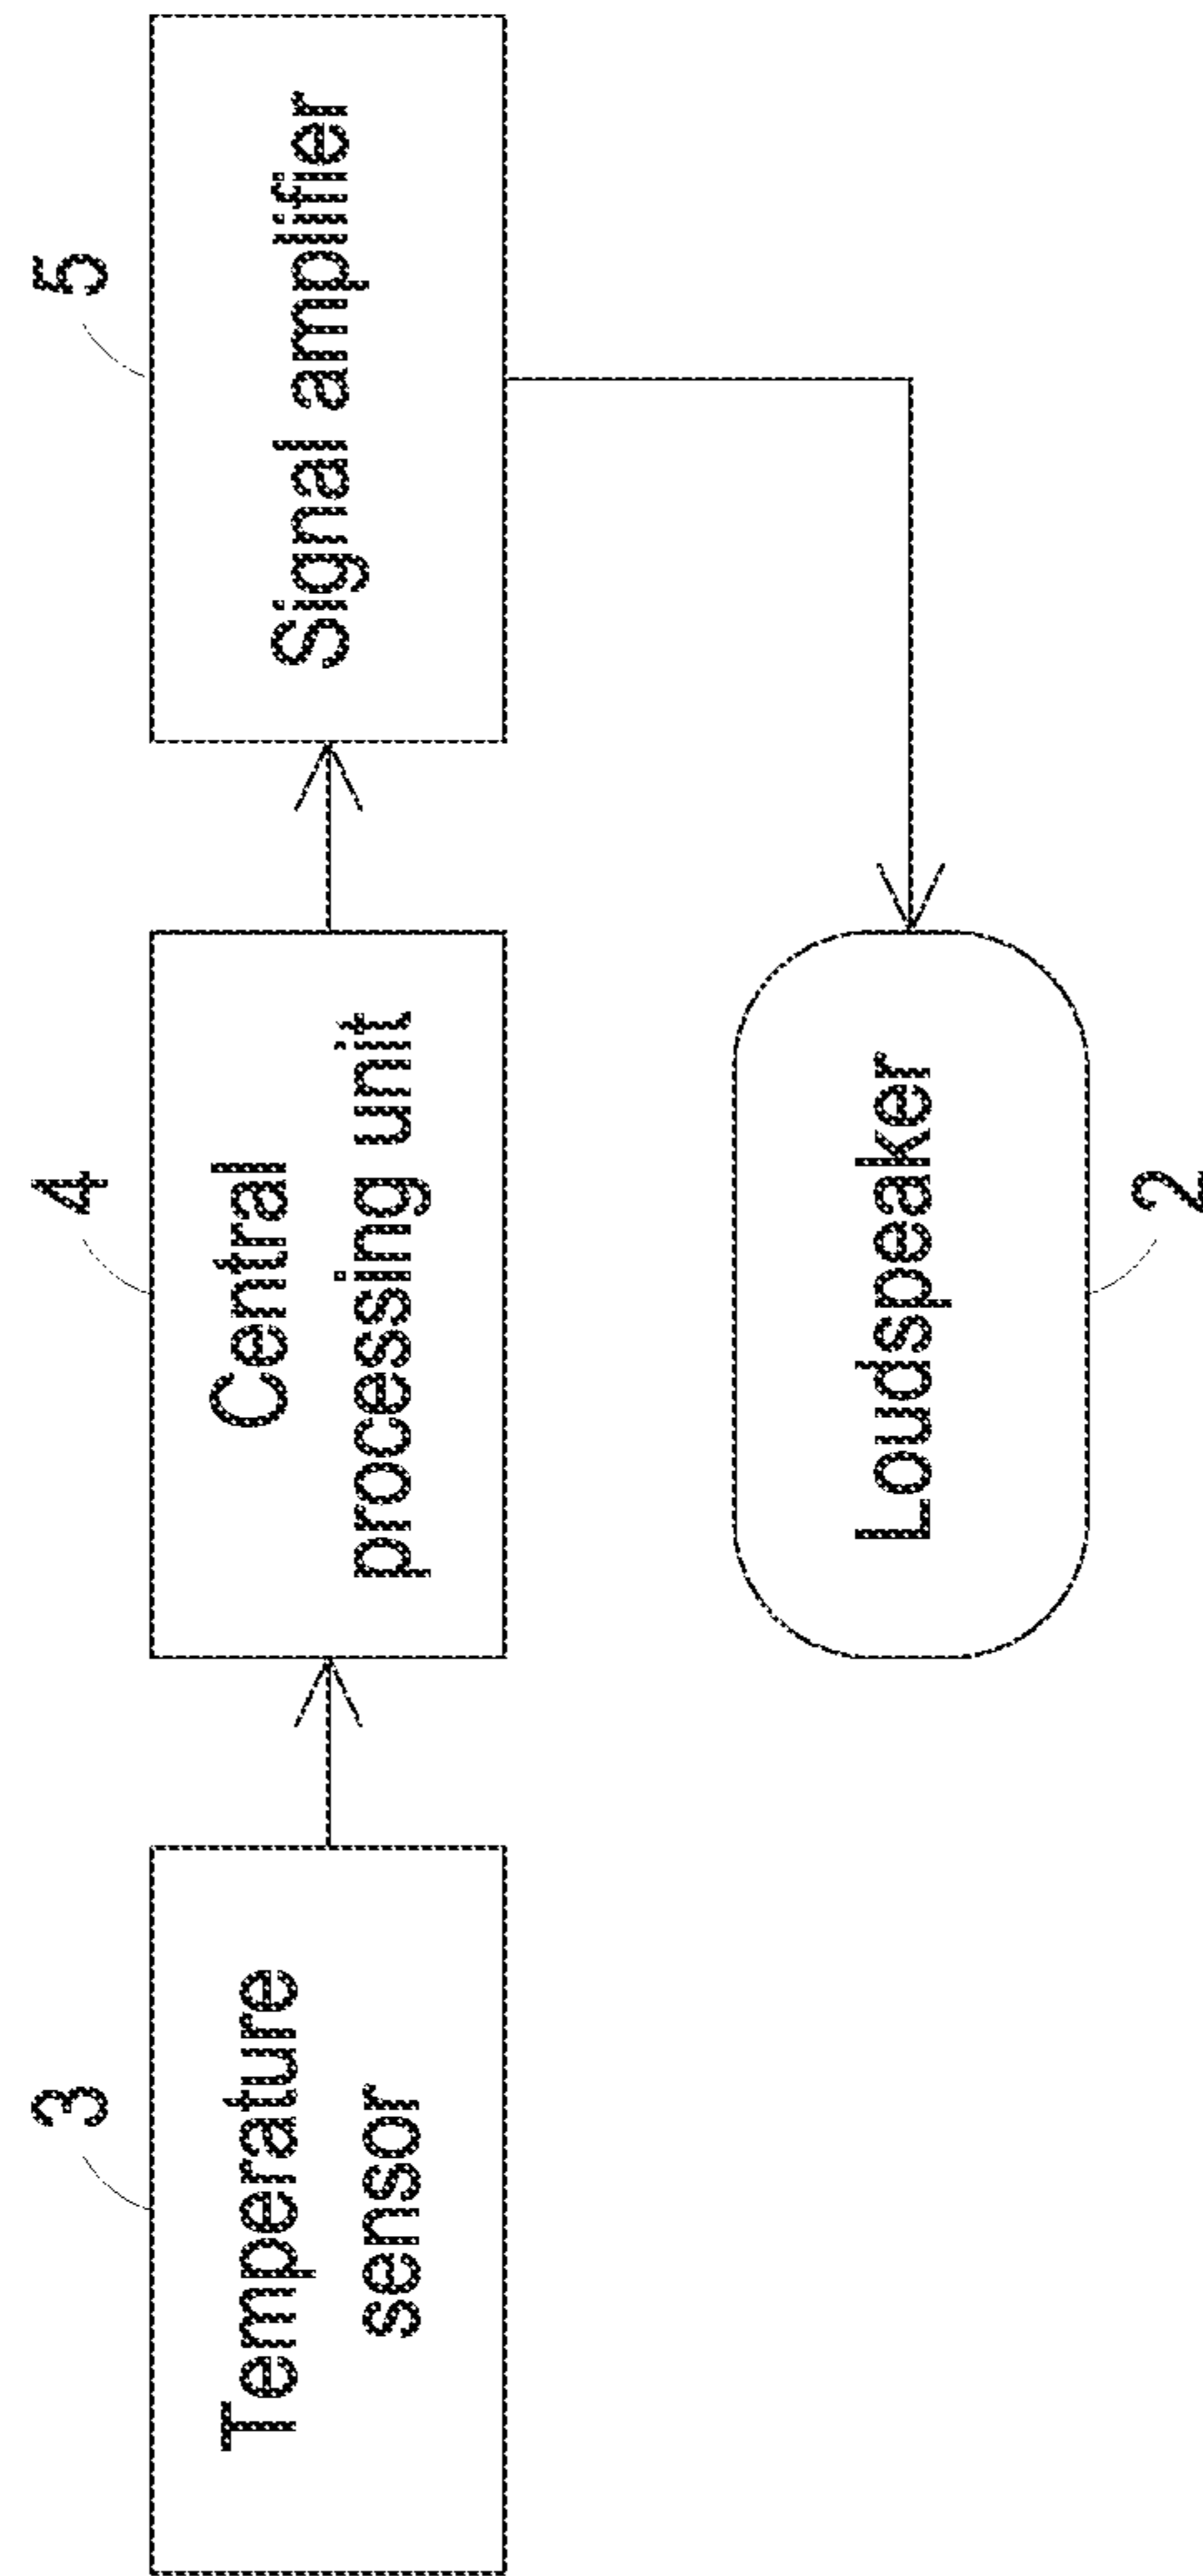 3
4
5
Temperature
sensor
Central
processing unit
Signal amplifier
Loudspeaker
2